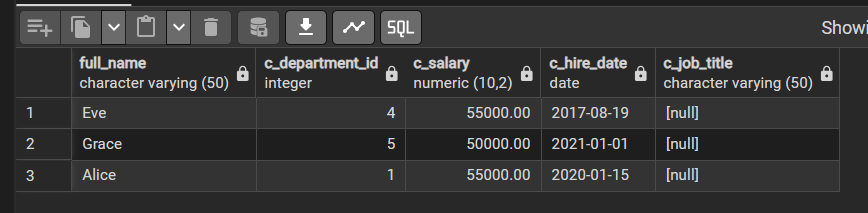 SQL Showi
full_name c_department_id c_salary c_hire_date c_job_title
character varying (50) integer numeric (10,2) date character varying (50)
1 Eve 4 55000.00 2017-08-19 [null]
2 Grace 5 50000.00 2021-01-01 [null]
3 Alice 1 55000.00 2020-01-15 [null]